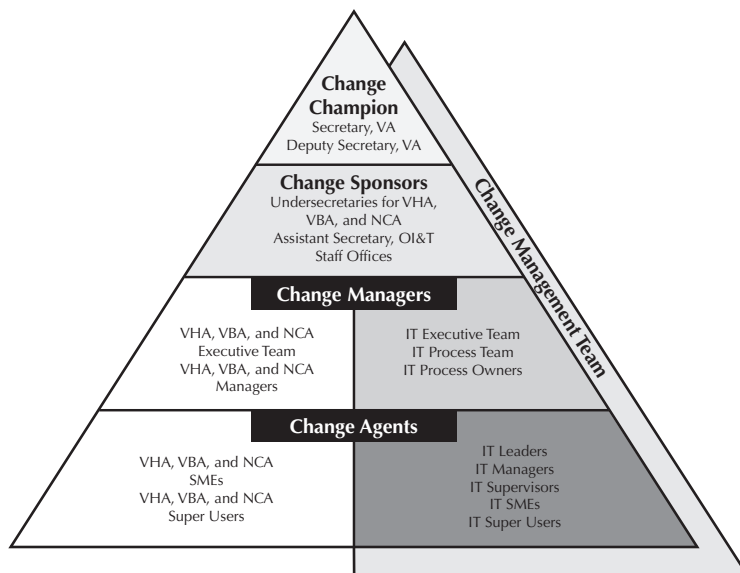 Change
Champion
Secretary, VA
Deputy Secretary, VA
Change Sponsors
Undersecretaries for VHA,
VBA, and NCA
Assistant Secretary, OI&T
Staff Offices
Change Management Team
Change Managers
VHA, VBA, and NCA
Executive Team
VHA, VBA, and NCA
Managers
IT Executive Team
IT Process Team
IT Process Owners
Change Agents
VHA, VBA, and NCA
SMEs
VHA, VBA, and NCA
Super Users
IT Leaders
IT Managers
IT Supervisors
IT SMEs
IT Super Users